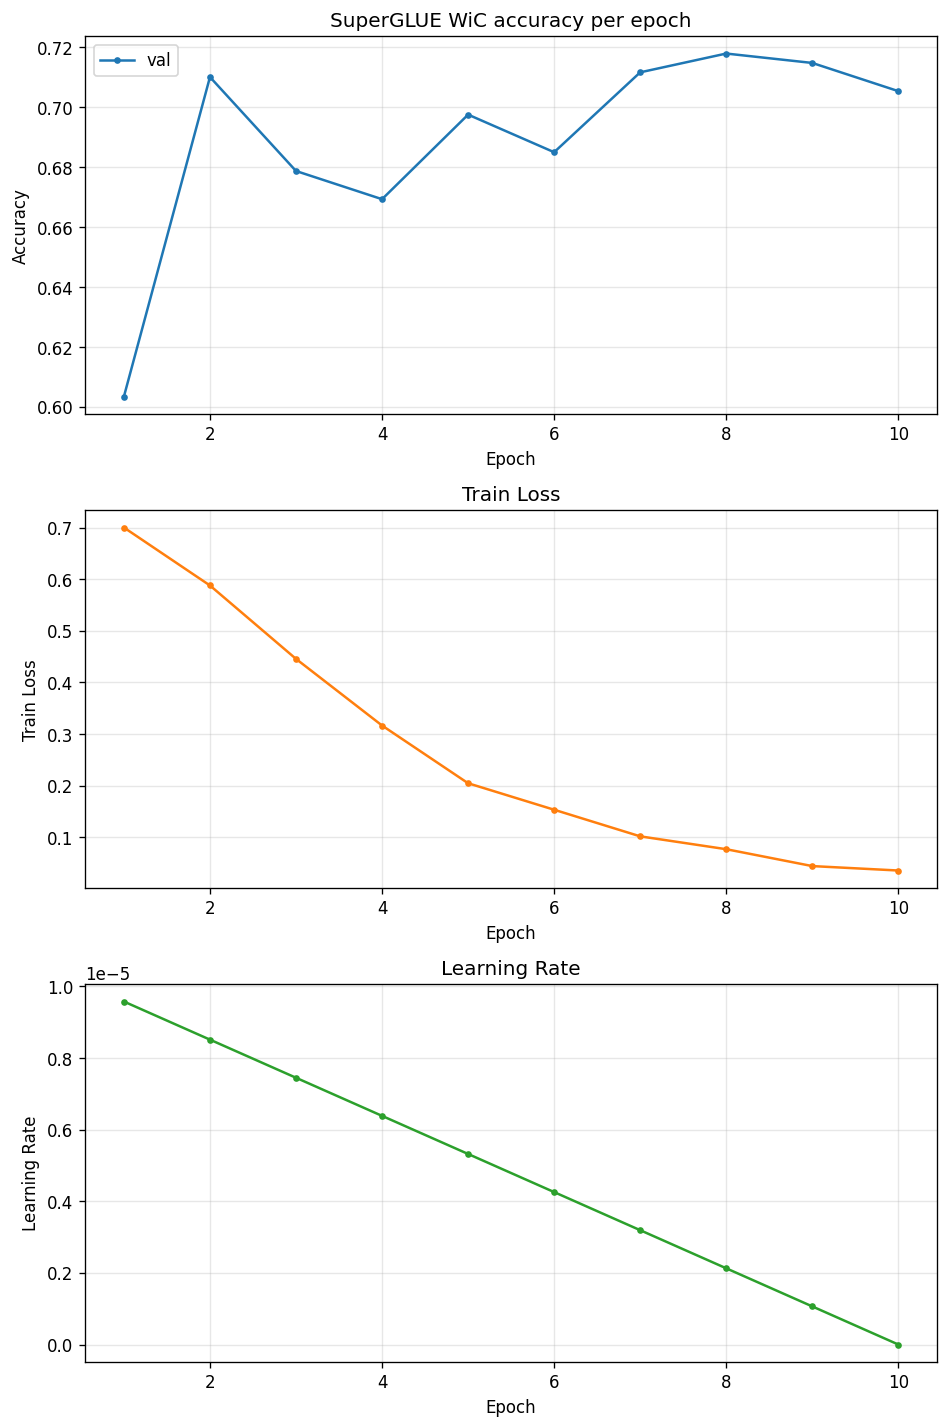 SuperGLUE WiC accuracy per epoch
val
0.72
0.70
0.68
0.66
0.64
0.62
0.60
Accuracy
2 4 6 8 10
Epoch
Train Loss
0.7
0.6
0.5
0.4
0.3
0.2
0.1
Train Loss
2 4 6 8 10
Epoch
Learning Rate
1e−5
1.0
0.8
0.6
0.4
0.2
0.0
Learning Rate
2 4 6 8 10
Epoch